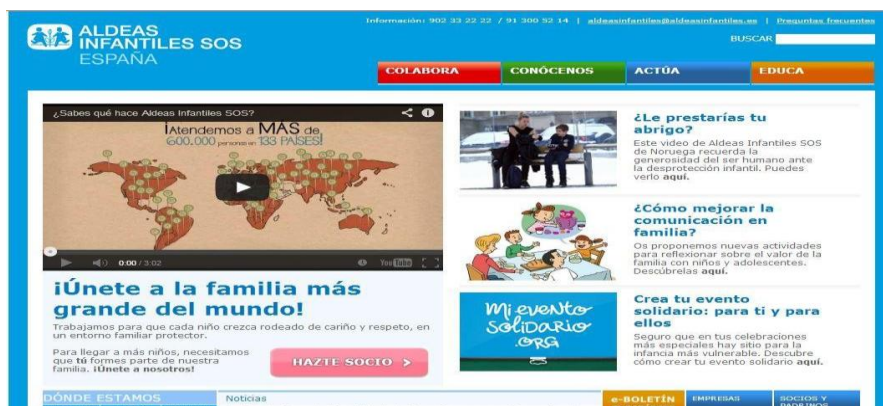 Información: 902 33 22 22 / 91 300 52 14 | aldeasinfantiles@aldeasinfantiles.es | Preguntas frecuentes
ALDEAS
INFANTILES SOS
ESPAÑA
BUSCAR
COLABORA
CONÓCENOS
ACTÚA
EDUCA
¿Sabes qué hace Aldeas Infantiles SOS?
¡Atendemos a MÁS de
600.000 personas en 133 PAÍSES!
0:00 / 3:02
YouTube
¡Únete a la familia más
grande del mundo!
Trabajamos para que cada niño crezca rodeado de cariño y respeto, en
un entorno familiar protector.
Para llegar a más niños, necesitamos
que tú formes parte de nuestra
familia. ¡Únete a nosotros!
HAZTE SOCIO >
¿Le prestarías tu
abrigo?
Este video de Aldeas Infantiles SOS
de Noruega recuerda la
generosidad del ser humano ante
la desprotección infantil. Puedes
verlo aquí.
¿Cómo mejorar la
comunicación en
familia?
Os proponemos nuevas actividades
para reflexionar sobre el valor de la
familia con niños y adolescentes.
Descúbrelas aquí.
Mi evento
solidario
.org
Crea tu evento
solidario: para ti y para
ellos
Seguro que en tus celebraciones
más especiales hay sitio para la
infancia más vulnerable. Descubre
cómo crear tu evento solidario aquí.
DÓNDE ESTAMOS
Noticias
e-BOLETÍN
EMPRESAS
SOCIOS Y
PADRINOS